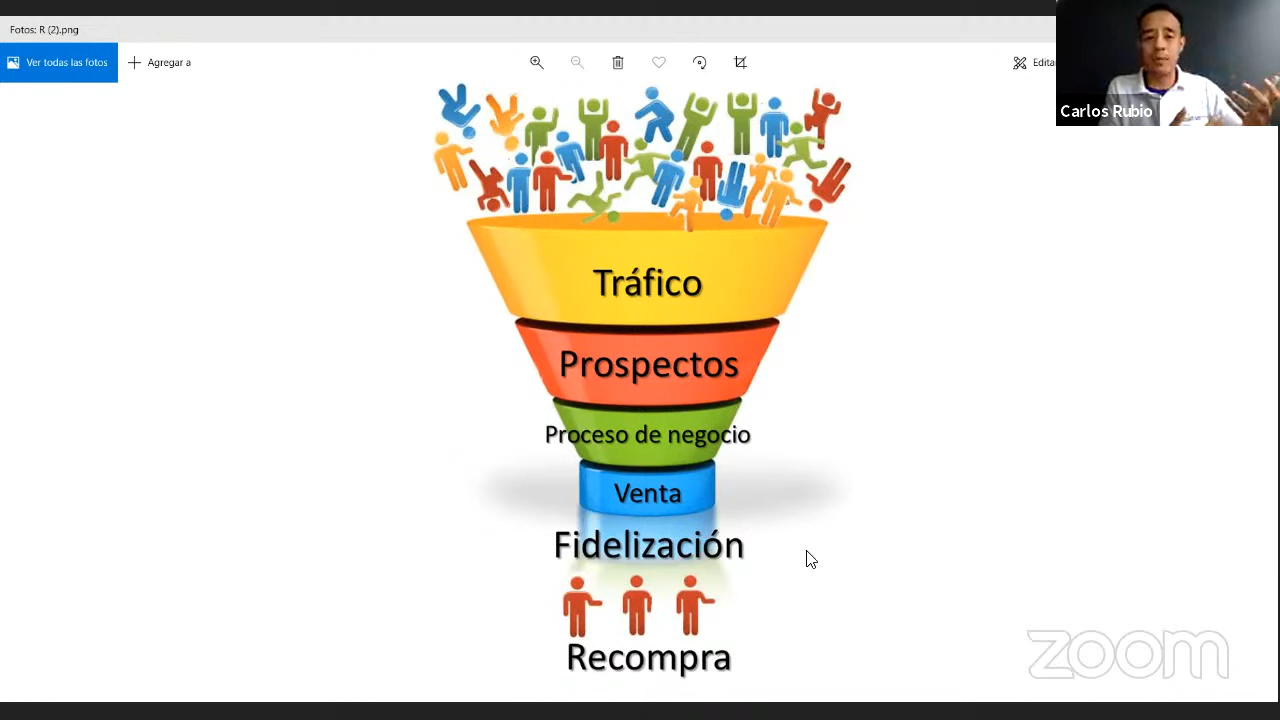 Fotos: R (2).png
Ver todas las fotos
Agregar a
Editar
Carlos Rubio
Tráfico
Prospectos
Proceso de negocio
Venta
Fidelización
Recompra
zoom